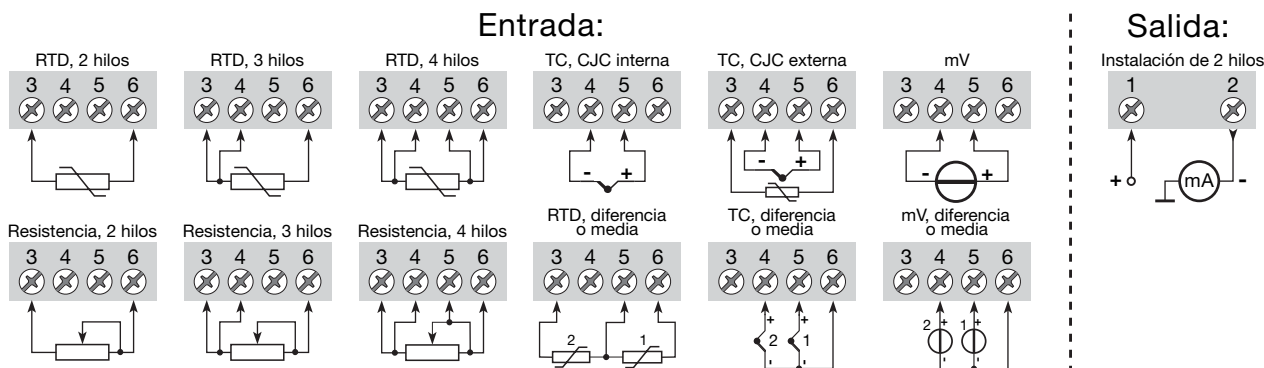 Entrada:
Salida:
RTD, 2 hilos
RTD, 3 hilos
RTD, 4 hilos
TC, CJC interna
TC, CJC externa
mV
Instalación de 2 hilos
3 4 5 6
3 4 5 6
3 4 5 6
3 4 5 6
3 4 5 6
3 4 5 6
1 2
- +
- +
- +
+ mA -
Resistencia, 2 hilos
Resistencia, 3 hilos
Resistencia, 4 hilos
RTD, diferencia
o media
TC, diferencia
o media
mV, diferencia
o media
3 4 5 6
3 4 5 6
3 4 5 6
3 4 5 6
3 4 5 6
3 4 5 6
2 1
+ +
2 1
- -
2 + 1 +
- -